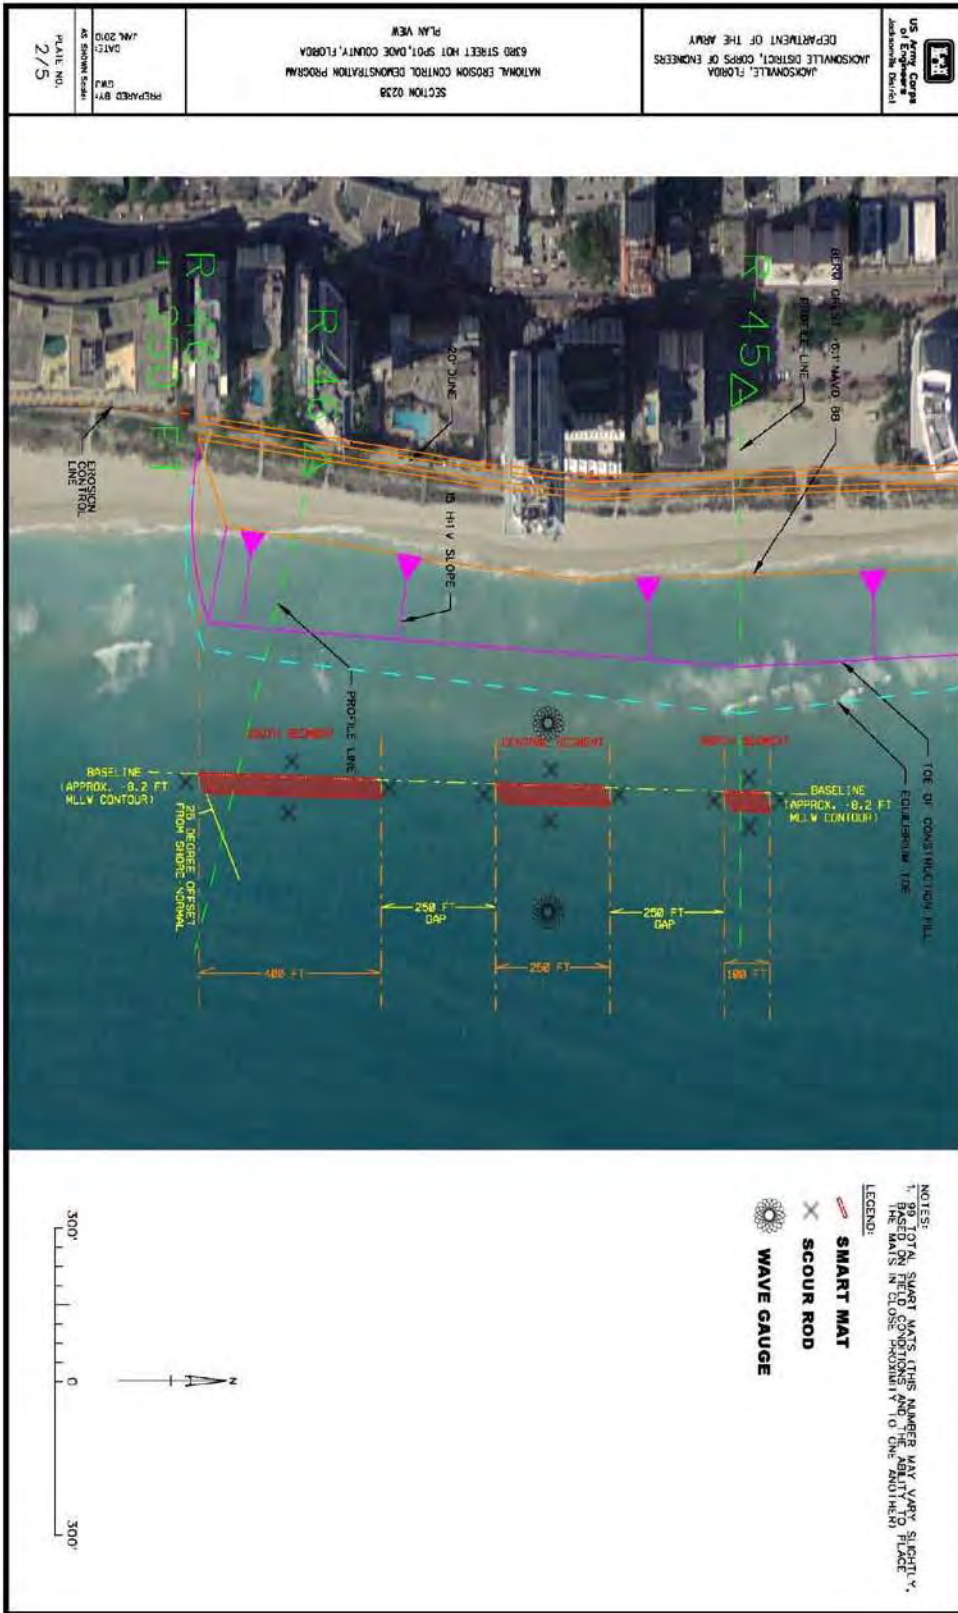 US Army Corps
of Engineers
Jacksonville District
DEPARTMENT OF THE ARMY
JACKSONVILLE DISTRICT, CORPS OF ENGINEERS
JACKSONVILLE, FLORIDA
SECTION 0238
NATIONAL EROSION CONTROL DEMONSTRATION PROGRAM
63RD STREET HOT SPOT, DADE COUNTY, FLORIDA
PLAN VIEW
PREPARED BY:
GWJ
DATE:
JAN, 2010
AS SHOWN Scale:
PLATE NO.
2/5
BERM CREST NAVD 88
PROFILE LINE
R-45
20' DUNE
15 H:1 V SLOPE
R-46
R-46
+ 350 FT
EROSION
CONTROL
LINE
PROFILE LINE
TOE OF CONSTRUCTION FILL
EQUILIBRIUM TOE
SOUTH SEGMENT
CENTRAL SEGMENT
NORTH SEGMENT
BASELINE
(APPROX. -8.2 FT
MLLW CONTOUR)
BASELINE
(APPROX. -8.2 FT
MLLW CONTOUR)
25 DEGREE OFFSET
FROM SHORE-NORMAL
250 FT
GAP
250 FT
GAP
400 FT
250 FT
100 FT
NOTES:
1. 99 TOTAL SMART MATS (THIS NUMBER MAY VARY SLIGHTLY,
BASED ON FIELD CONDITIONS AND THE ABILITY TO PLACE
THE MATS IN CLOSE PROXIMITY TO ONE ANOTHER)
LEGEND:
SMART MAT
SCOUR ROD
WAVE GAUGE
N
300'
0
300'